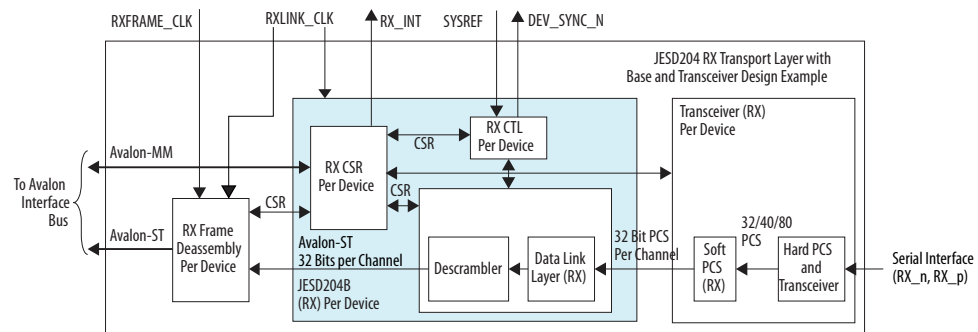 RXFRAME_CLK
RXLINK_CLK
RX_INT
SYSREF
DEV_SYNC_N
JESD204 RX Transport Layer with
Base and Transceiver Design Example
Transceiver (RX)
Per Device
RX CTL
Per Device
CSR
RX CSR
Per Device
Avalon-MM
To Avalon
Interface
Bus
CSR
CSR
RX Frame
Deassembly
Per Device
Avalon-ST
Avalon-ST
32 Bits per Channel
JESD204B
(RX) Per Device
Descrambler
Data Link
Layer (RX)
32 Bit PCS
Per Channel
32/40/80
PCS
Soft
PCS
(RX)
Hard PCS
and
Transceiver
Serial Interface
(RX_n, RX_p)